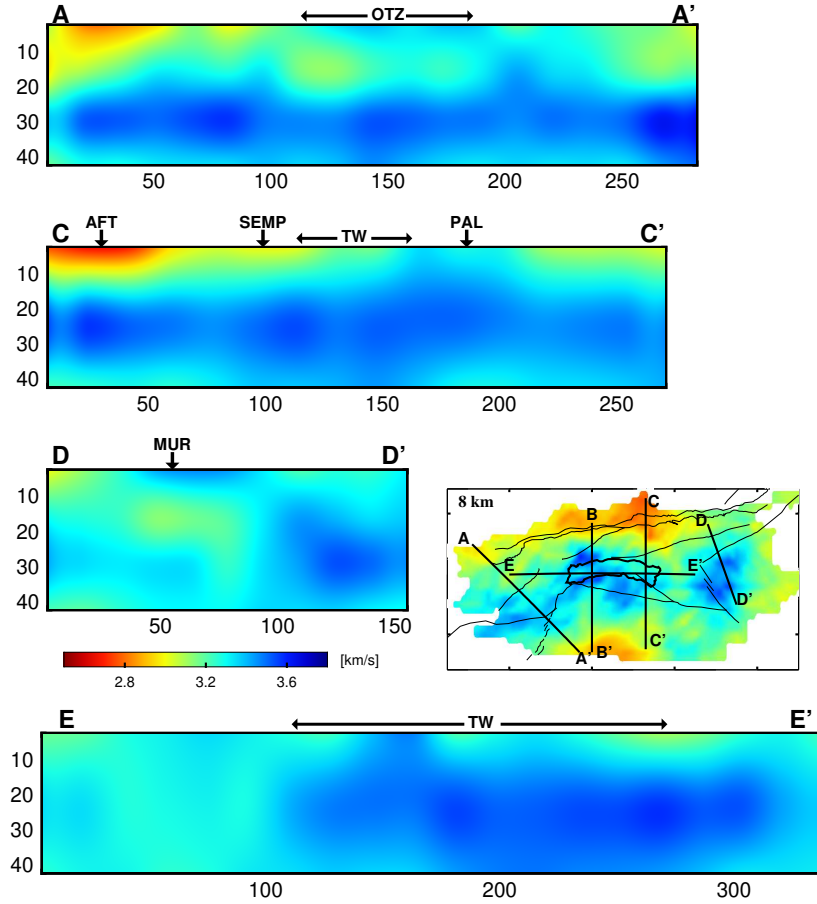 A OTZ A’
10
20
30
40
50 100 150 200 250
AFT SEMP PAL
C TW C’
10
20
30
40
50 100 150 200 250
MUR
D D’
10
20
30
40
50 100 150
[km/s]
2.8 3.2 3.6
8 km
C
B
D
A
E E’
D’
C’
A’ B’
E TW E’
10
20
30
40
100 200 300